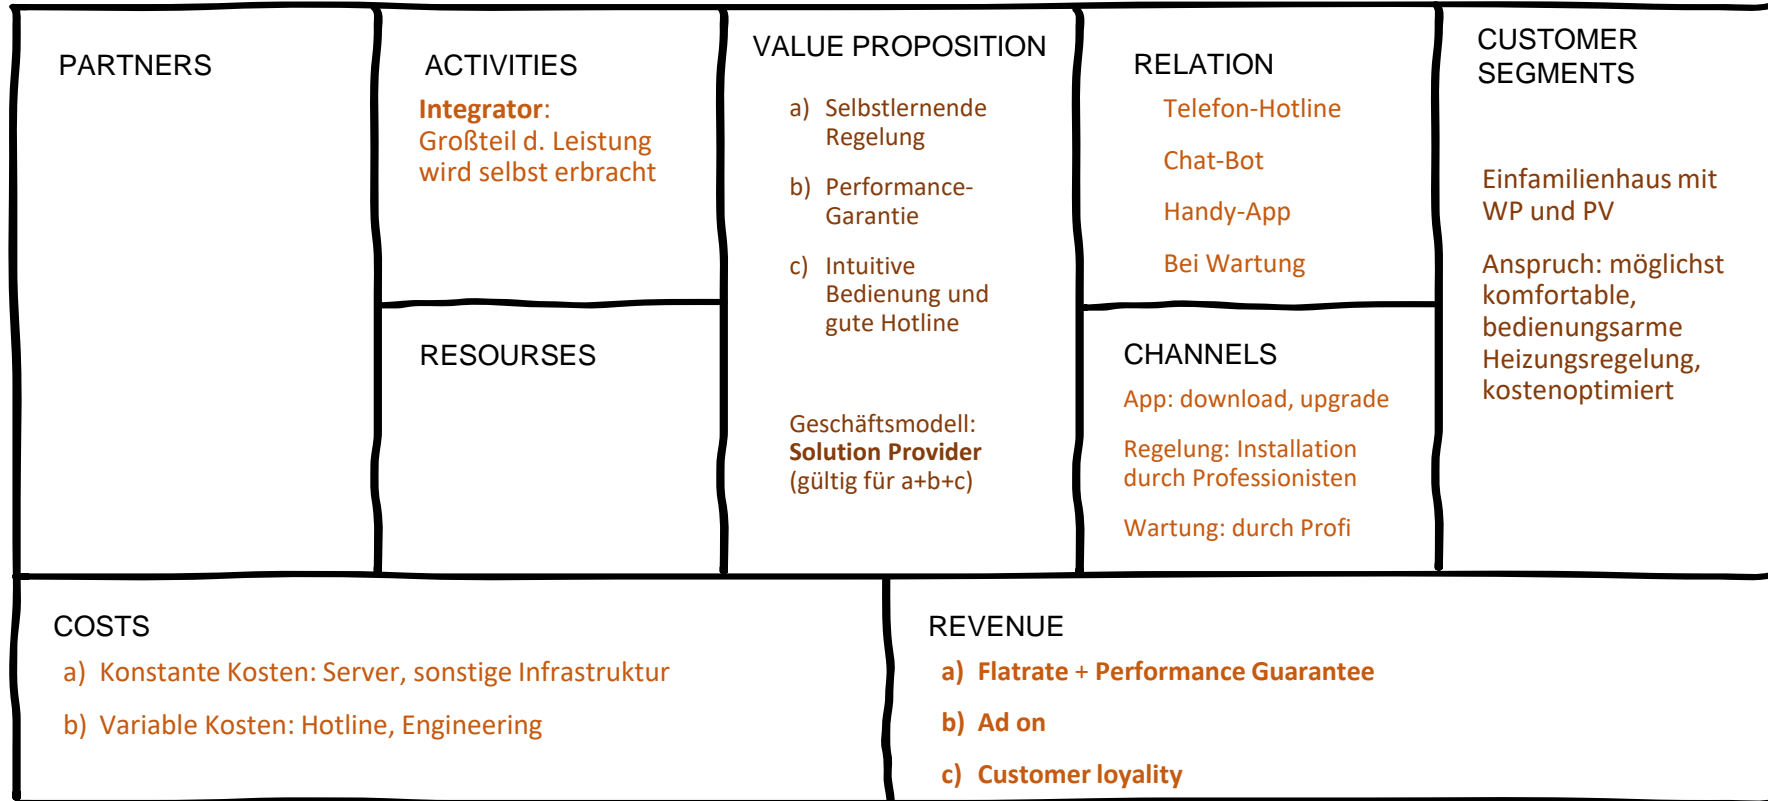 PARTNERS
ACTIVITIES
Integrator:
Großteil d. Leistung
wird selbst erbracht
RESOURSES
VALUE PROPOSITION
a) Selbstlernende
Regelung
b) Performance-
Garantie
c) Intuitive
Bedienung und
gute Hotline
Geschäftsmodell:
Solution Provider
(gültig für a+b+c)
RELATION
Telefon-Hotline
Chat-Bot
Handy-App
Bei Wartung
CHANNELS
App: download, upgrade
Regelung: Installation
durch Professionisten
Wartung: durch Profi
CUSTOMER
SEGMENTS
Einfamilienhaus mit
WP und PV
Anspruch: möglichst
komfortable,
bedienungsarme
Heizungsregelung,
kostenoptimiert
COSTS
a) Konstante Kosten: Server, sonstige Infrastruktur
b) Variable Kosten: Hotline, Engineering
REVENUE
a) Flatrate + Performance Guarantee
b) Ad on
c) Customer loyality